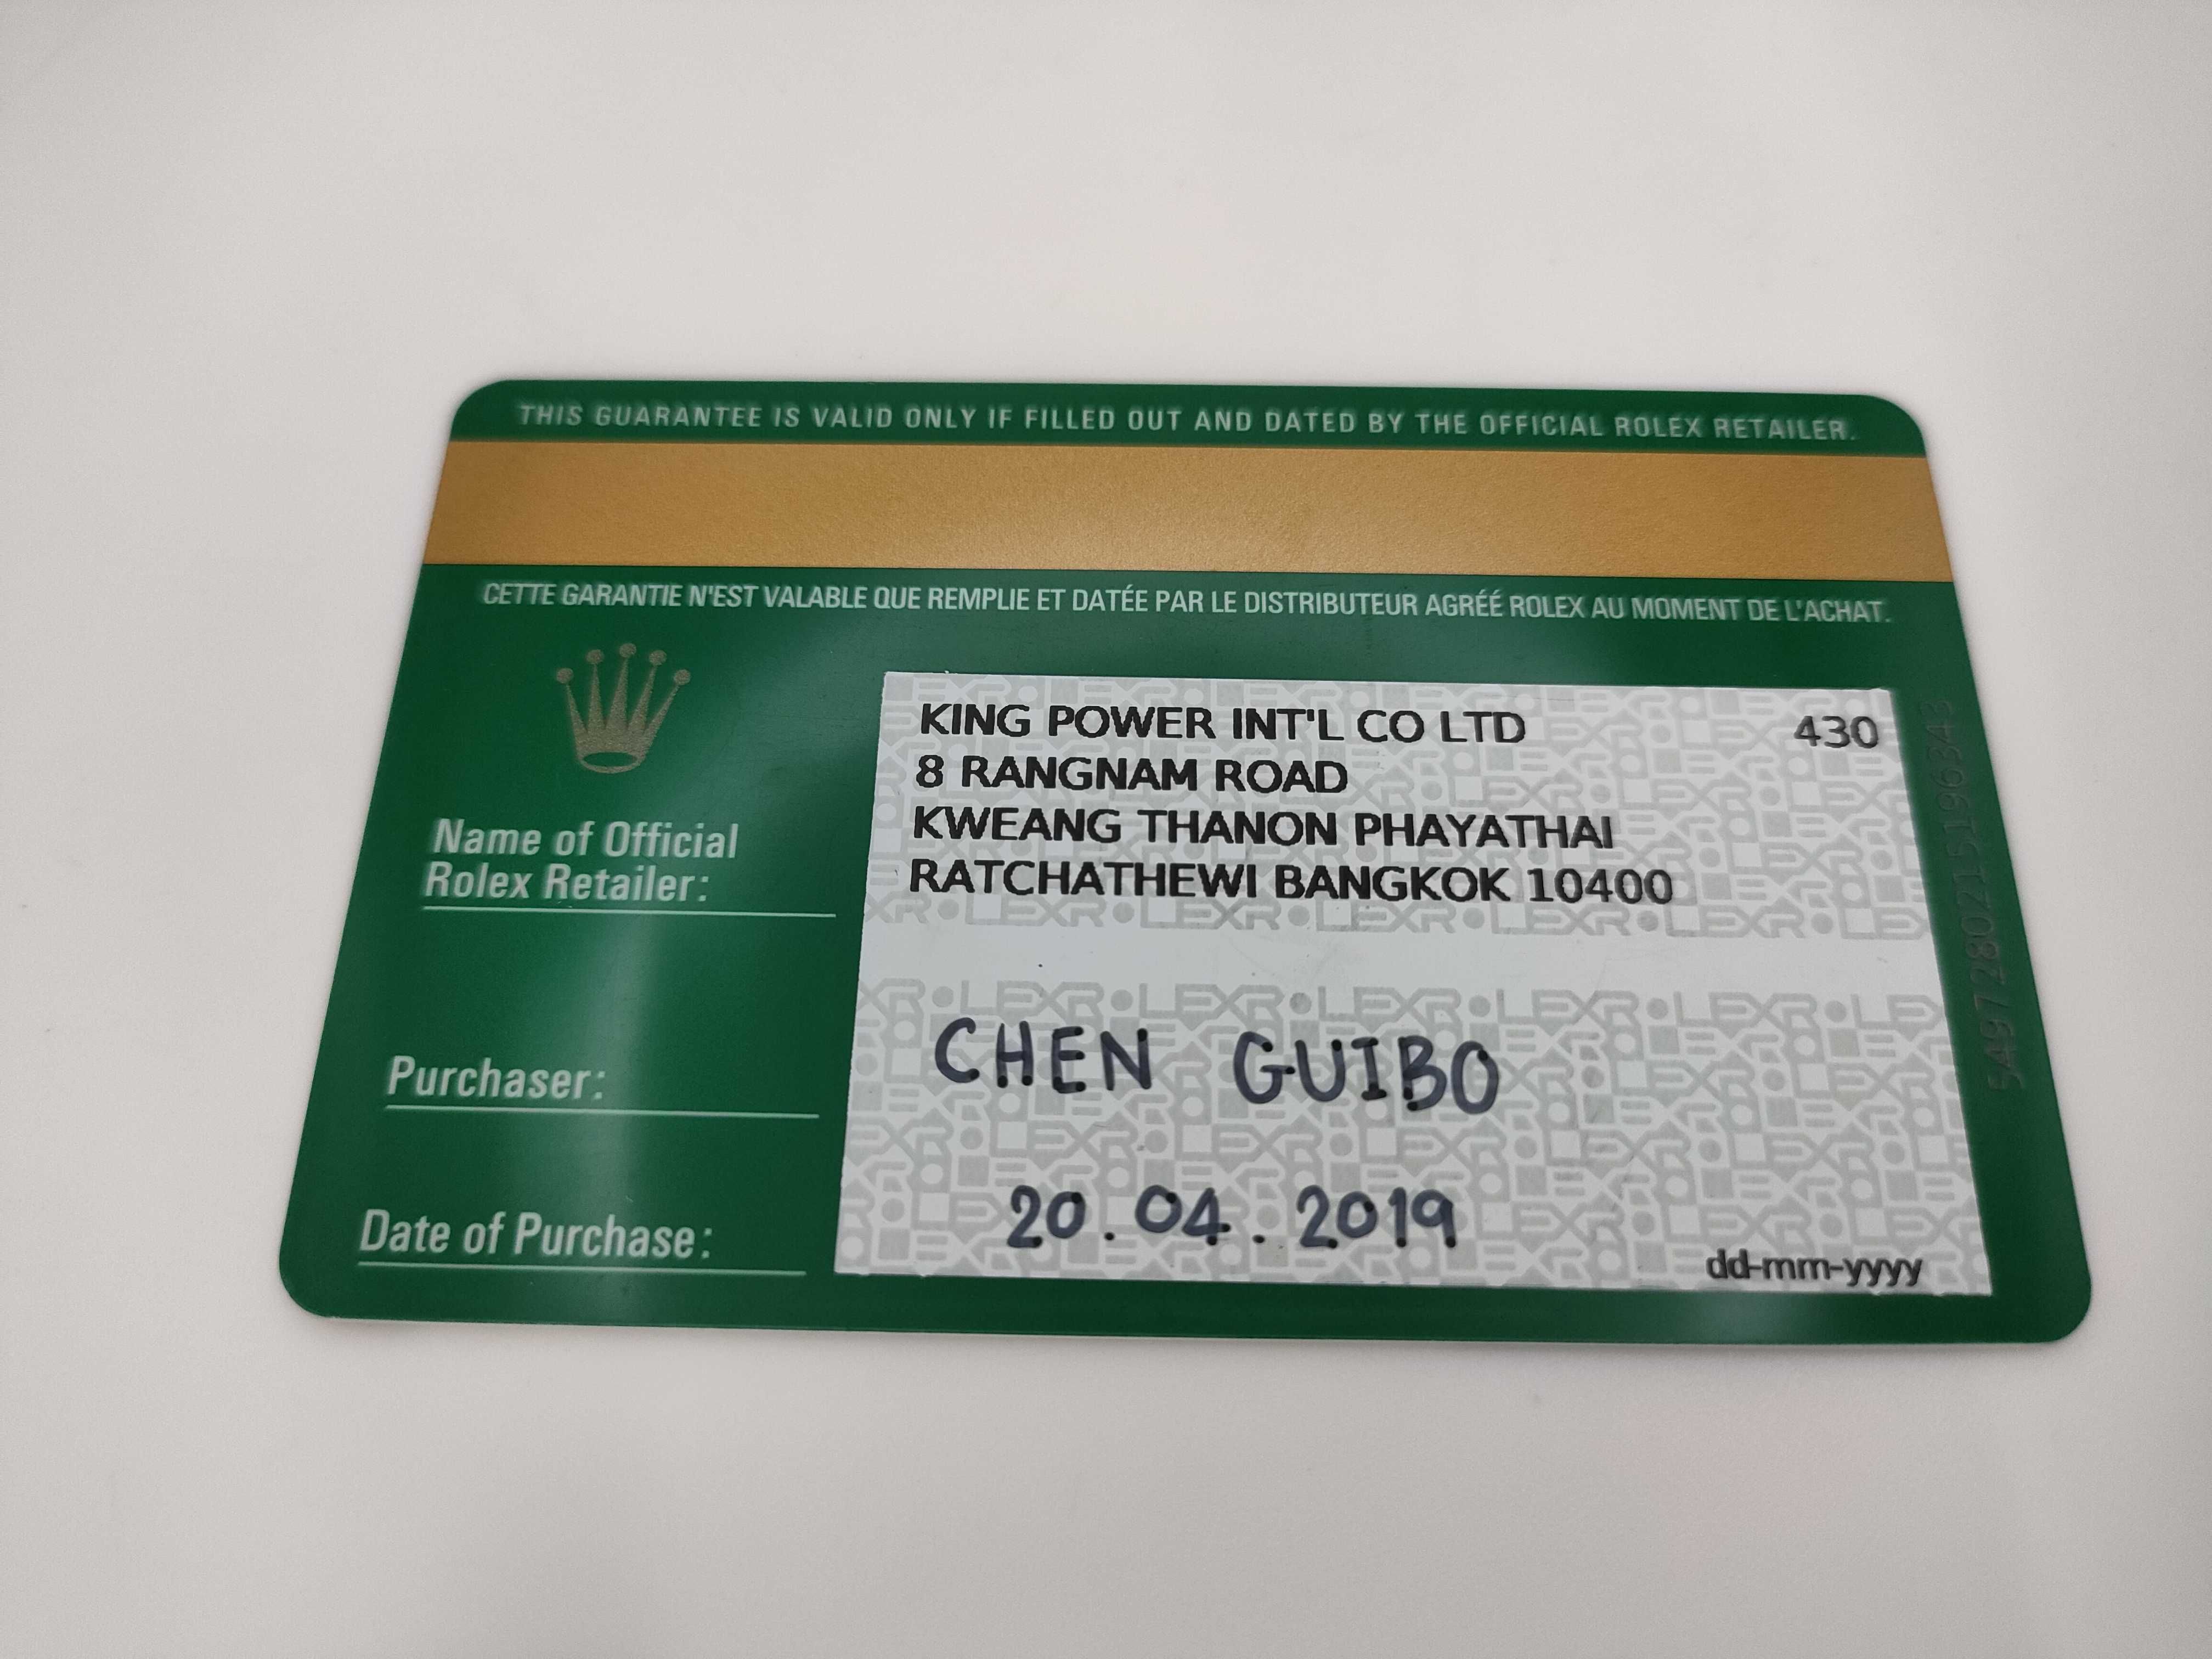 THIS GUARANTEE IS VALID ONLY IF FILLED OUT AND DATED BY THE OFFICIAL ROLEX RETAILER.
CETTE GARANTIE N'EST VALABLE QUE REMPLIE ET DATÉE PAR LE DISTRIBUTEUR AGRÉÉ ROLEX AU MOMENT DE L'ACHAT.
KING POWER INT'L CO LTD 430
8 RANGNAM ROAD
KWEANG THANON PHAYATHAI
RATCHATHEWI BANGKOK 10400
Name of Official
Rolex Retailer:
Purchaser: CHEN GUIBO
Date of Purchase: 20.04.2019
dd-mm-yyyy